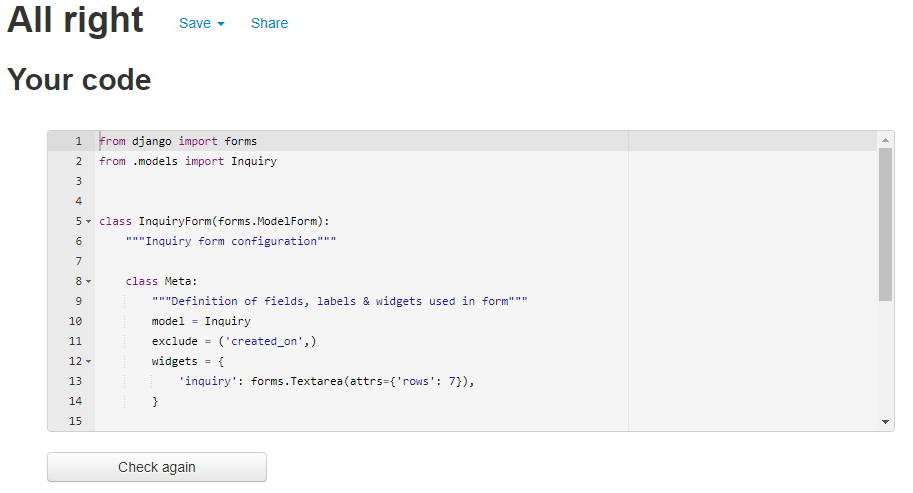 All right Save Share
Your code
1 from django import forms
2 from .models import Inquiry
3
4
5 class InquiryForm(forms.ModelForm):
6 """Inquiry form configuration"""
7
8 class Meta:
9 """Definition of fields, labels & widgets used in form"""
10 model = Inquiry
11 exclude = ('created_on',)
12 widgets = {
13 'inquiry': forms.Textarea(attrs={'rows': 7}),
14 }
15
Check again